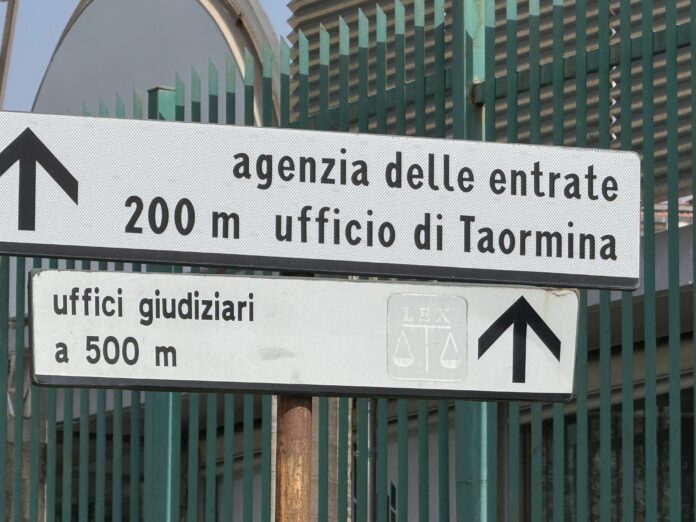 agenzia delle entrate
200 m ufficio di Taormina
uffici giudiziari
a 500 m
LEX